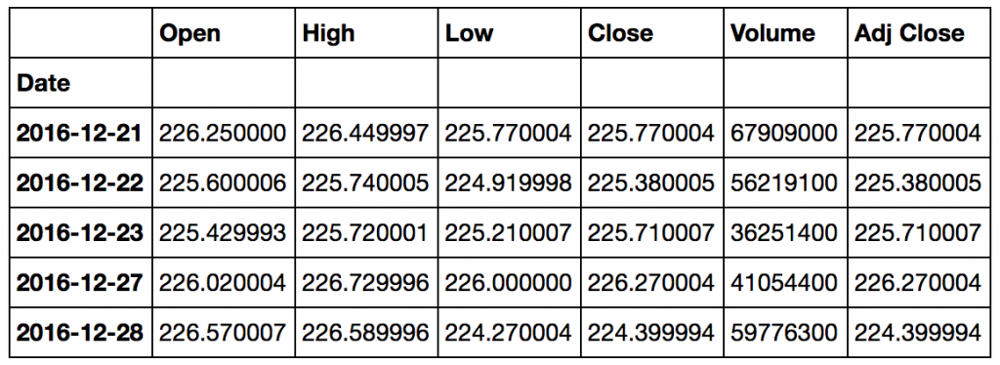 Open High Low Close Volume Adj Close
Date
2016-12-21 226.250000 226.449997 225.770004 225.770004 67909000 225.770004
2016-12-22 225.600006 225.740005 224.919998 225.380005 56219100 225.380005
2016-12-23 225.429993 225.720001 225.210007 225.710007 36251400 225.710007
2016-12-27 226.020004 226.729996 226.000000 226.270004 41054400 226.270004
2016-12-28 226.570007 226.589996 224.270004 224.399994 59776300 224.399994